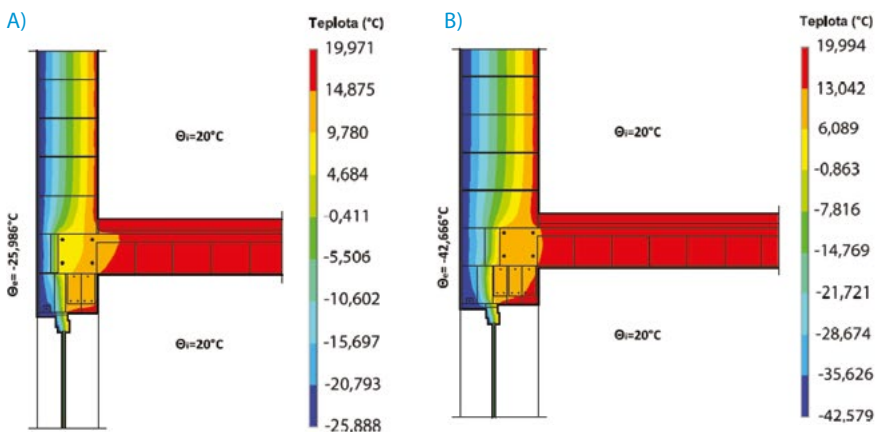 A)
Teplota (°C)
19,971
14,875
9,780
4,684
-0,411
-5,506
-10,602
-15,697
-20,793
-25,888
Θi=20°C
Θe= -25,986°C
Θi=20°C
B)
Teplota (°C)
19,994
13,042
6,089
-0,863
-7,816
-14,769
-21,721
-28,674
-35,626
-42,579
Θi=20°C
Θe= -42,666°C
Θi=20°C